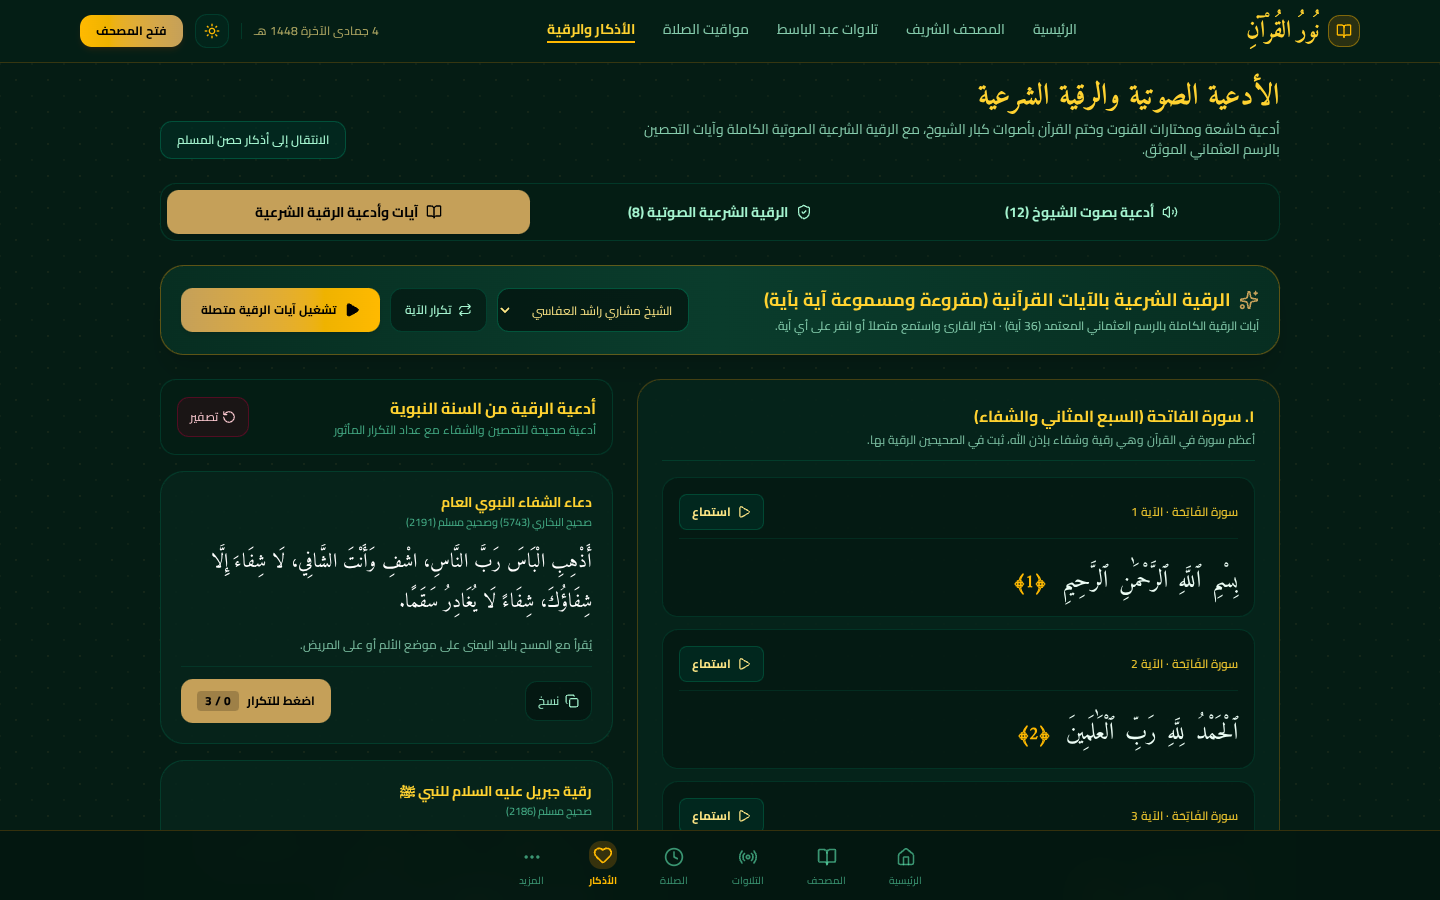 نُورُ القُرْآنِ
الرئيسية
المصحف الشريف
تلاوات عبد الباسط
مواقيت الصلاة
الأذكار والرقية
4 جمادى الآخرة 1448 هـ
فتح المصحف
الأدعية الصوتية والرقية الشرعية
أدعية خاشعة ومختارات القنوت وختم القرآن بأصوات كبار الشيوخ، مع الرقية الشرعية الصوتية الكاملة وآيات التحصين
بالرسم العثماني الموثق.
الانتقال إلى أذكار حصن المسلم
أدعية بصوت الشيوخ (12)
الرقية الشرعية الصوتية (8)
آيات وأدعية الرقية الشرعية
الرقية الشرعية بالآيات القرآنية (مقروءة ومسموعة آية بآية)
آيات الرقية الكاملة بالرسم العثماني المعتمد (36 آية) · اختر القارئ واستمع متصلاً أو انقر على أي آية.
الشيخ مشاري راشد العفاسي
تكرار الآية
تشغيل آيات الرقية متصلة
١. سورة الفاتحة (السبع المثاني والشفاء)
أعظم سورة في القرآن وهي رقية وشفاء بإذن الله، ثبت في الصحيحين الرقية بها.
سورة الفَاتِحَة · الآية 1
استماع
بِسْمِ ٱللَّهِ ٱلرَّحْمَٰنِ ٱلرَّحِيمِ ﴿1﴾
سورة الفَاتِحَة · الآية 2
استماع
ٱلْحَمْدُ لِلَّهِ رَبِّ ٱلْعَٰلَمِينَ ﴿2﴾
سورة الفَاتِحَة · الآية 3
استماع
أدعية الرقية من السنة النبوية
أدعية صحيحة للتحصين والشفاء مع عداد التكرار المأثور
تصفير
دعاء الشفاء النبوي العام
صحيح البخاري (5743) وصحيح مسلم (2191)
أَذْهِبِ الْبَاسَ رَبَّ النَّاسِ، اشْفِ وَأَنْتَ الشَّافِي، لَا شِفَاءَ إِلَّا
شِفَاؤُكَ، شِفَاءً لَا يُغَادِرُ سَقَمًا.
يُقرأ مع المسح باليد اليمنى على موضع الألم أو على المريض.
نسخ
اضغط للتكرار 0 / 3
رقية جبريل عليه السلام للنبي ﷺ
صحيح مسلم (2186)
الرئيسية
المصحف
التلاوات
الصلاة
الأذكار
المزيد